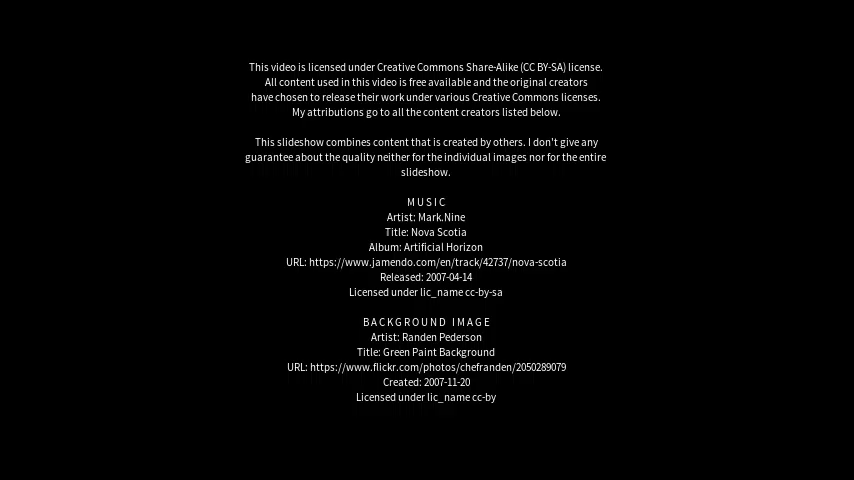 This video is licensed under Creative Commons Share-Alike (CC BY-SA) license.
All content used in this video is free available and the original creators
have chosen to release their work under various Creative Commons licenses.
My attributions go to all the content creators listed below.
This slideshow combines content that is created by others. I don't give any
guarantee about the quality neither for the individual images nor for the entire
slideshow.
MUSIC
Artist: Mark.Nine
Title: Nova Scotia
Album: Artificial Horizon
URL: https://www.jamendo.com/en/track/42737/nova-scotia
Released: 2007-04-14
Licensed under lic_name cc-by-sa
BACKGROUND IMAGE
Artist: Randen Pederson
Title: Green Paint Background
URL: https://www.flickr.com/photos/chefranden/2050289079
Created: 2007-11-20
Licensed under lic_name cc-by